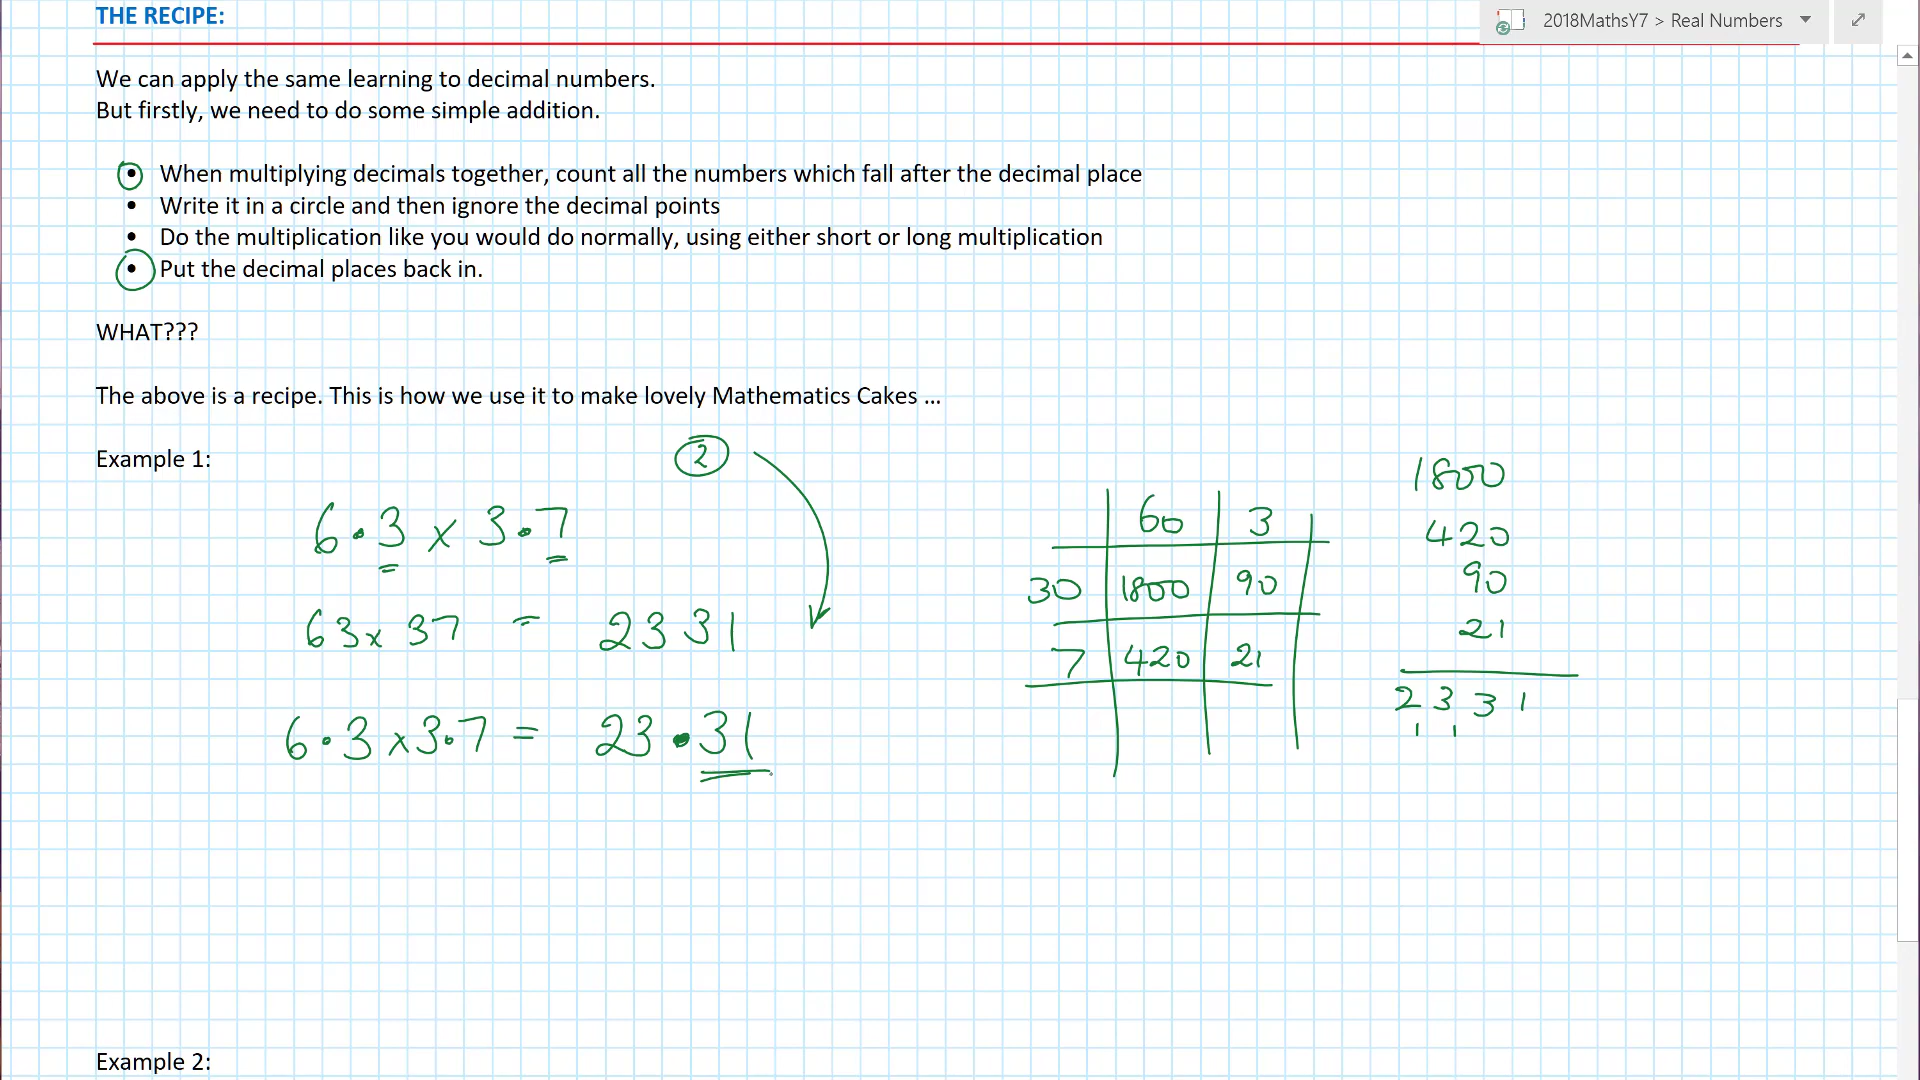 THE RECIPE:
2018MathsY7 > Real Numbers
We can apply the same learning to decimal numbers.
But firstly, we need to do some simple addition.
• When multiplying decimals together, count all the numbers which fall after the decimal place
• Write it in a circle and then ignore the decimal points
• Do the multiplication like you would do normally, using either short or long multiplication
• Put the decimal places back in.
WHAT???
The above is a recipe. This is how we use it to make lovely Mathematics Cakes ...
Example 1:
2
6.3 x 3.7
63 x 37 = 2331
6.3 x 3.7 = 23.31
60 3
30 1800 90
7 420 21
1800
420
90
21
2331
1 1
Example 2: